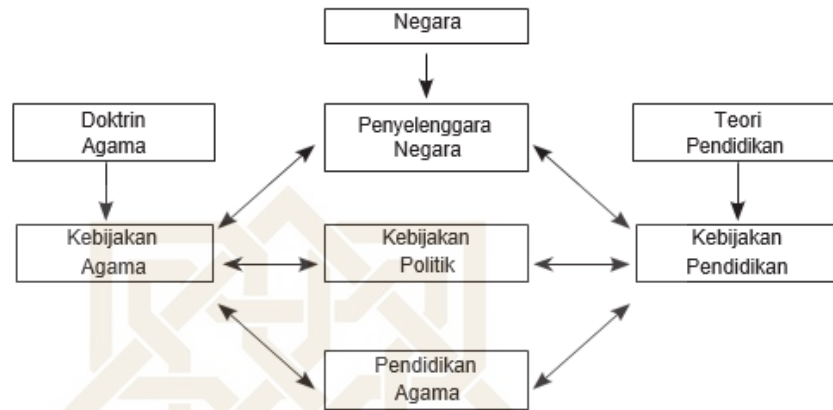 Negara
Doktrin
Agama
Penyelenggara
Negara
Teori
Pendidikan
Kebijakan
Agama
Kebijakan
Politik
Kebijakan
Pendidikan
Pendidikan
Agama